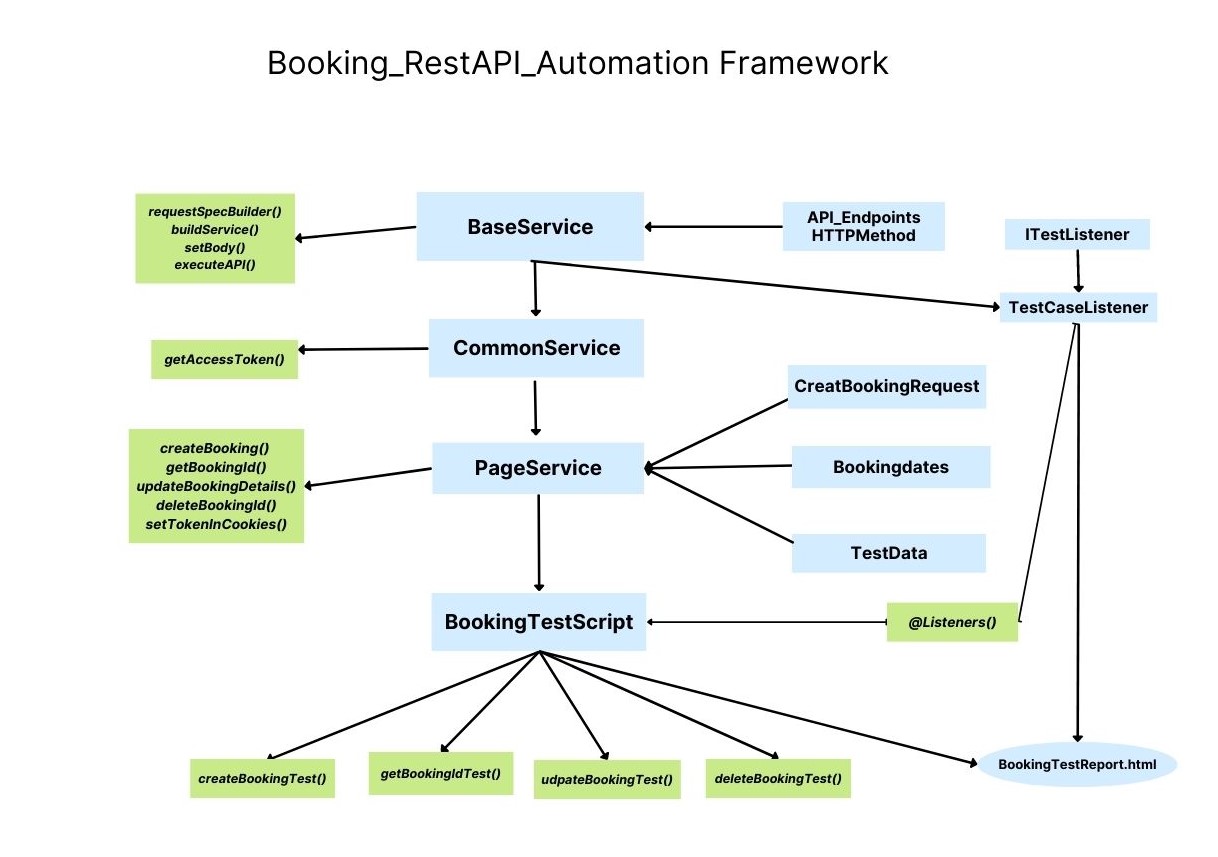 Booking_RestAPI_Automation Framework
requestSpecBuilder()
buildService()
setBody()
executeAPI()
BaseService
API_Endpoints
HTTPMethod
ITestListener
TestCaseListener
getAccessToken()
CommonService
CreatBookingRequest
createBooking()
getBookingId()
updateBookingDetails()
deleteBookingId()
setTokenInCookies()
PageService
Bookingdates
TestData
BookingTestScript
@Listeners()
createBookingTest()
getBookingIdTest()
udpateBookingTest()
deleteBookingTest()
BookingTestReport.html